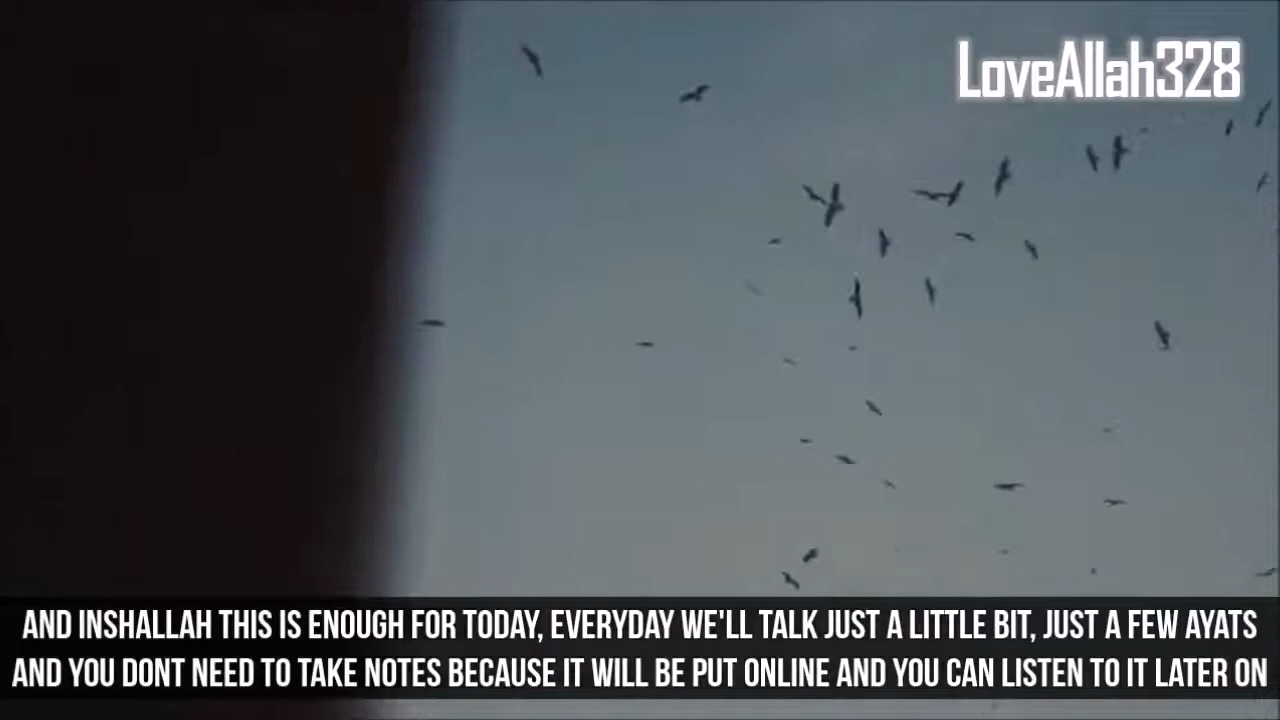 LoveAllah328
AND INSHALLAH THIS IS ENOUGH FOR TODAY, EVERYDAY WE'LL TALK JUST A LITTLE BIT, JUST A FEW AYATS
AND YOU DONT NEED TO TAKE NOTES BECAUSE IT WILL BE PUT ONLINE AND YOU CAN LISTEN TO IT LATER ON